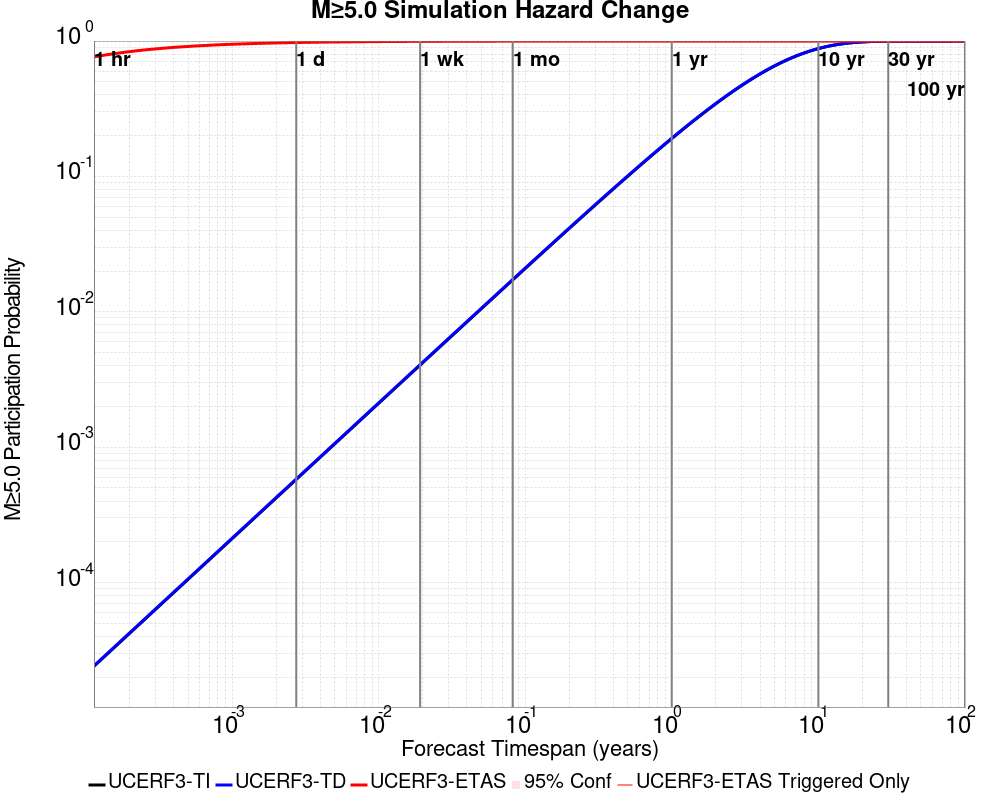 M≥5.0 Simulation Hazard Change
10^0
10^-1
10^-2
10^-3
10^-4
M≥5.0 Participation Probability
1 hr 1 d 1 wk 1 mo 1 yr 10 yr 30 yr
100 yr
10^-3 10^-2 10^-1 10^0 10^1 10^2
Forecast Timespan (years)
UCERF3-TI UCERF3-TD UCERF3-ETAS 95% Conf UCERF3-ETAS Triggered Only